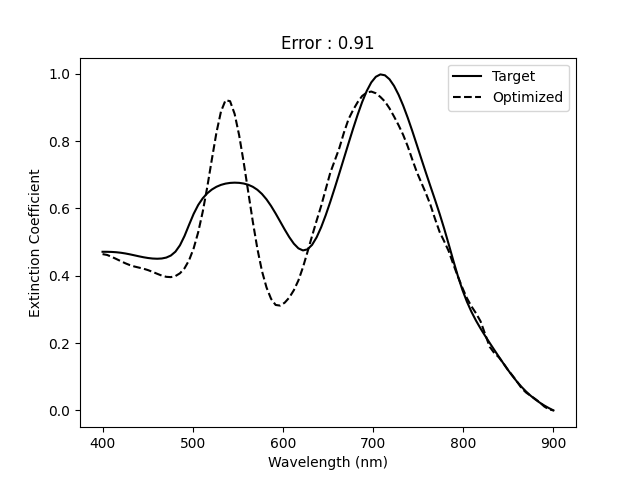 Error : 0.91
Target
Optimized
Extinction Coefficient
1.0
0.8
0.6
0.4
0.2
0.0
400 500 600 700 800 900
Wavelength (nm)